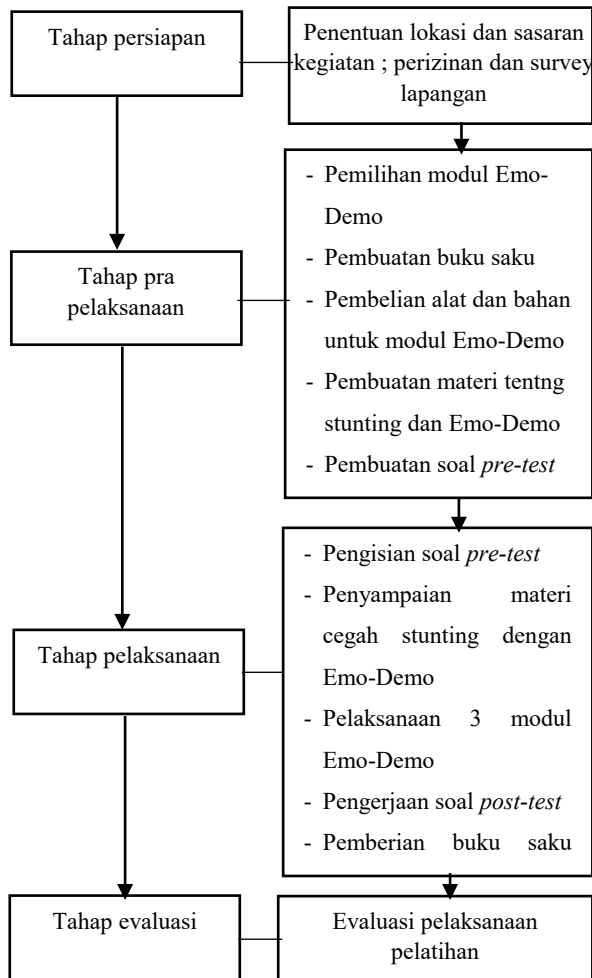 Tahap persiapan
Penentuan lokasi dan sasaran
kegiatan ; perizinan dan survey
lapangan
Tahap pra
pelaksanaan
- Pemilihan modul Emo-
Demo
- Pembuatan buku saku
- Pembelian alat dan bahan
untuk modul Emo-Demo
- Pembuatan materi tentng
stunting dan Emo-Demo
- Pembuatan soal pre-test
Tahap pelaksanaan
- Pengisian soal pre-test
- Penyampaian materi
cegah stunting dengan
Emo-Demo
- Pelaksanaan 3 modul
Emo-Demo
- Pengerjaan soal post-test
- Pemberian buku saku
Tahap evaluasi
Evaluasi pelaksanaan
pelatihan